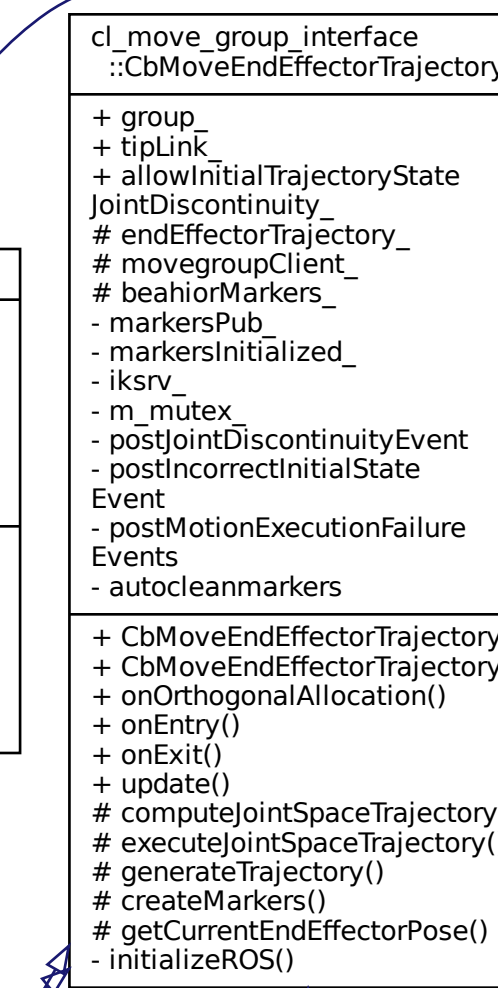 cl_move_group_interface
::CbMoveEndEffectorTrajectory
+ group_
+ tipLink_
+ allowInitialTrajectoryState
JointDiscontinuity_
# endEffectorTrajectory_
# movegroupClient_
# beahiorMarkers_
- markersPub_
- markersInitialized_
- iksrv_
- m_mutex_
- postJointDiscontinuityEvent
- postIncorrectInitialState
Event
- postMotionExecutionFailure
Events
- autocleanmarkers
+ CbMoveEndEffectorTrajectory
+ CbMoveEndEffectorTrajectory
+ onOrthogonalAllocation()
+ onEntry()
+ onExit()
+ update()
# computeJointSpaceTrajectory
# executeJointSpaceTrajectory(
# generateTrajectory()
# createMarkers()
# getCurrentEndEffectorPose()
- initializeROS()